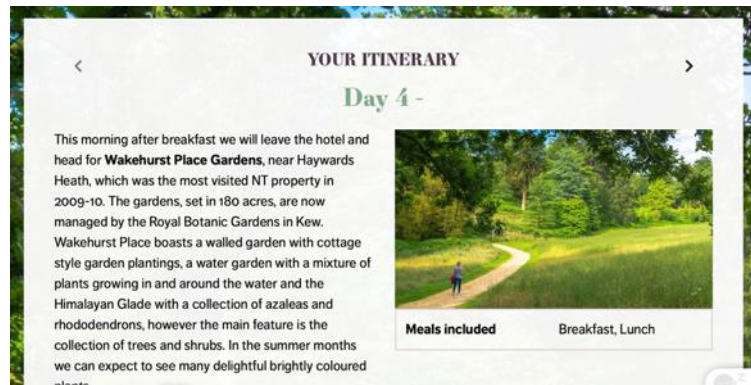 YOUR ITINERARY
Day 4 -
This morning after breakfast we will leave the hotel and
head for Wakehurst Place Gardens, near Haywards
Heath, which was the most visited NT property in
2009-10. The gardens, set in 180 acres, are now
managed by the Royal Botanic Gardens in Kew.
Wakehurst Place boasts a walled garden with cottage
style garden plantings, a water garden with a mixture of
plants growing in and around the water and the
Himalayan Glade with a collection of azaleas and
rhododendrons, however the main feature is the
collection of trees and shrubs. In the summer months
we can expect to see many delightful brightly coloured
Meals included Breakfast, Lunch